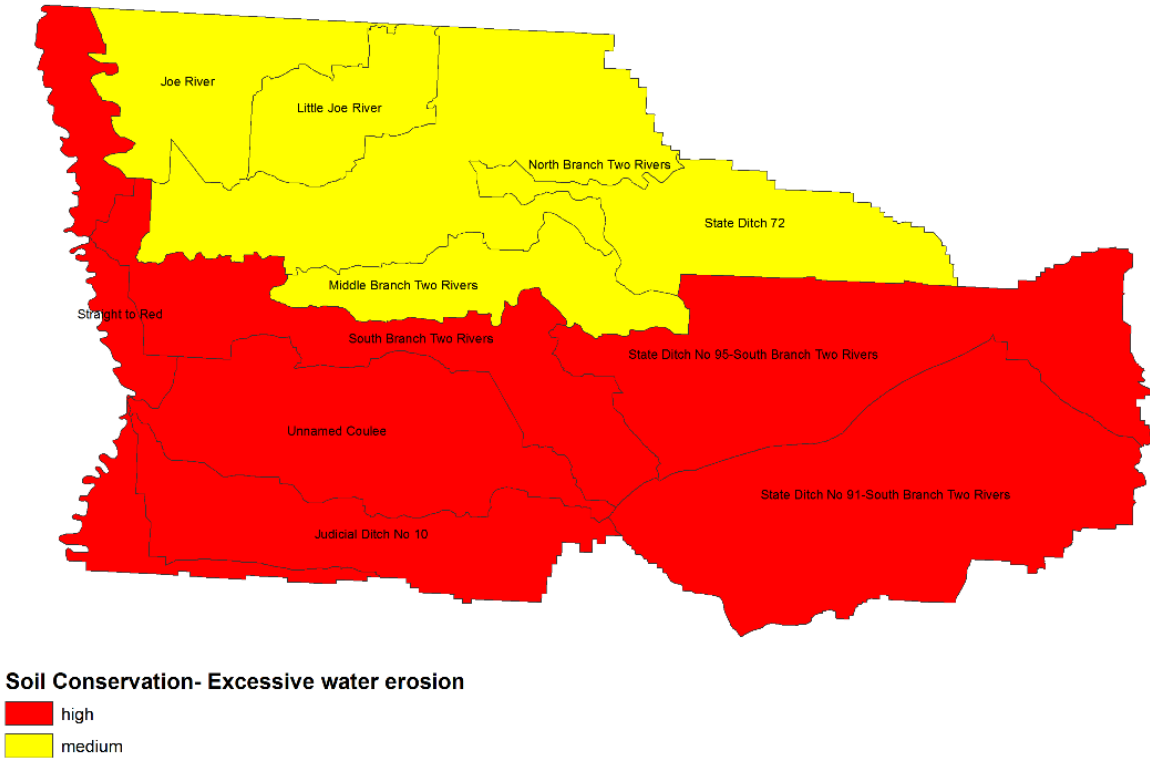 Joe River
Little Joe River
North Branch Two Rivers
State Ditch 72
Middle Branch Two Rivers
Straight to Red
South Branch Two Rivers
State Ditch No 95-South Branch Two Rivers
Unnamed Coulee
State Ditch No 91-South Branch Two Rivers
Judicial Ditch No 10
Soil Conservation- Excessive water erosion
high
medium